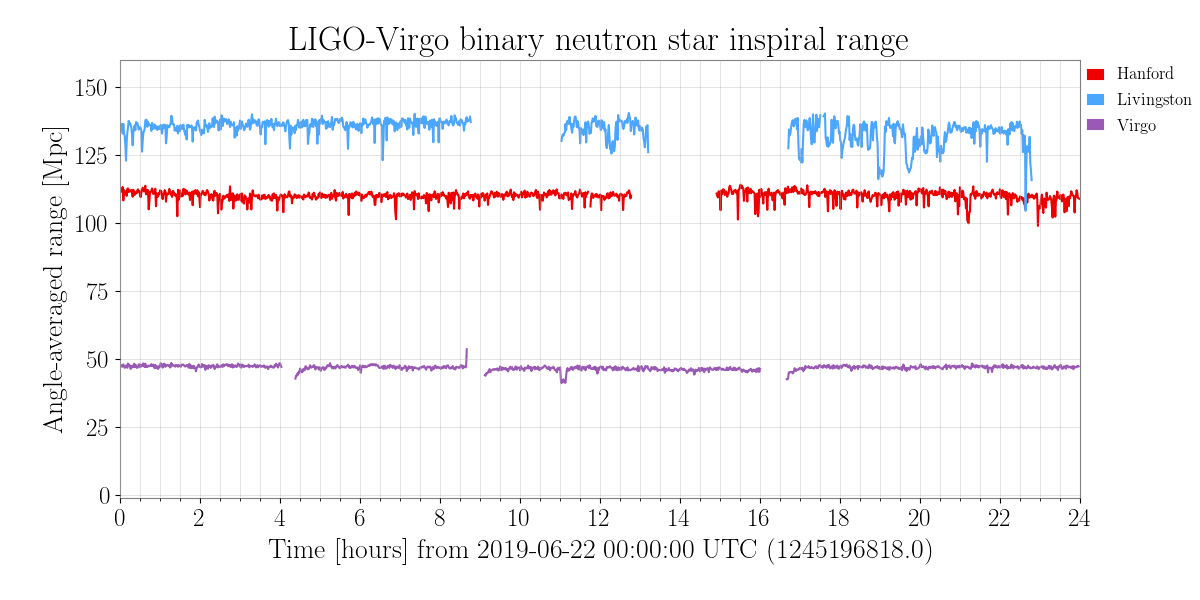 LIGO-Virgo binary neutron star inspiral range
Angle-averaged range [Mpc]
150
125
100
75
50
25
0
0 2 4 6 8 10 12 14 16 18 20 22 24
Time [hours] from 2019-06-22 00:00:00 UTC (1245196818.0)
Hanford
Livingston
Virgo